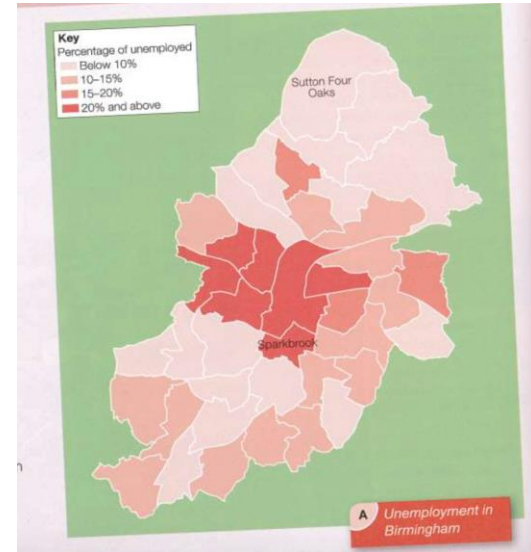 Key
Percentage of unemployed
Below 10%
10–15%
15–20%
20% and above
Sutton Four
Oaks
Sparkbrook
n
A
Unemployment in
Birmingham